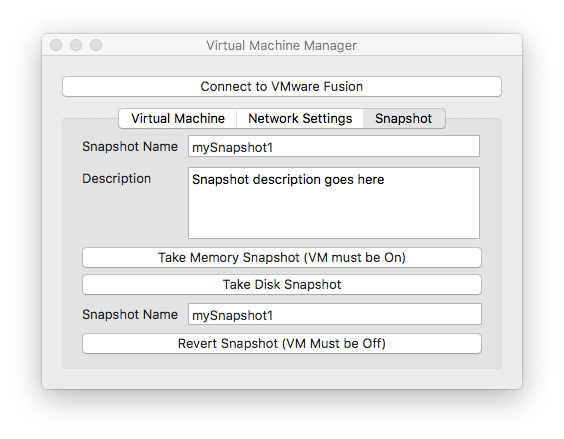 Virtual Machine Manager
Connect to VMware Fusion
Virtual Machine Network Settings Snapshot
Snapshot Name mySnapshot1
Description Snapshot description goes here
Take Memory Snapshot (VM must be On)
Take Disk Snapshot
Snapshot Name mySnapshot1
Revert Snapshot (VM Must be Off)